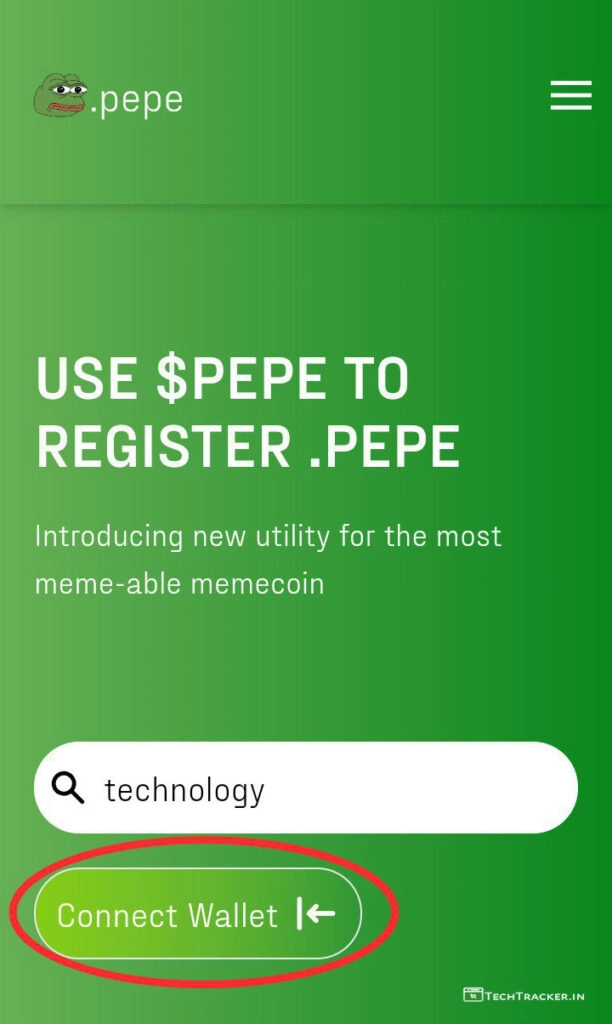 .pepe
USE $PEPE TO
REGISTER .PEPE
Introducing new utility for the most
meme-able memecoin
technology
Connect Wallet
TECHTRACKER.IN